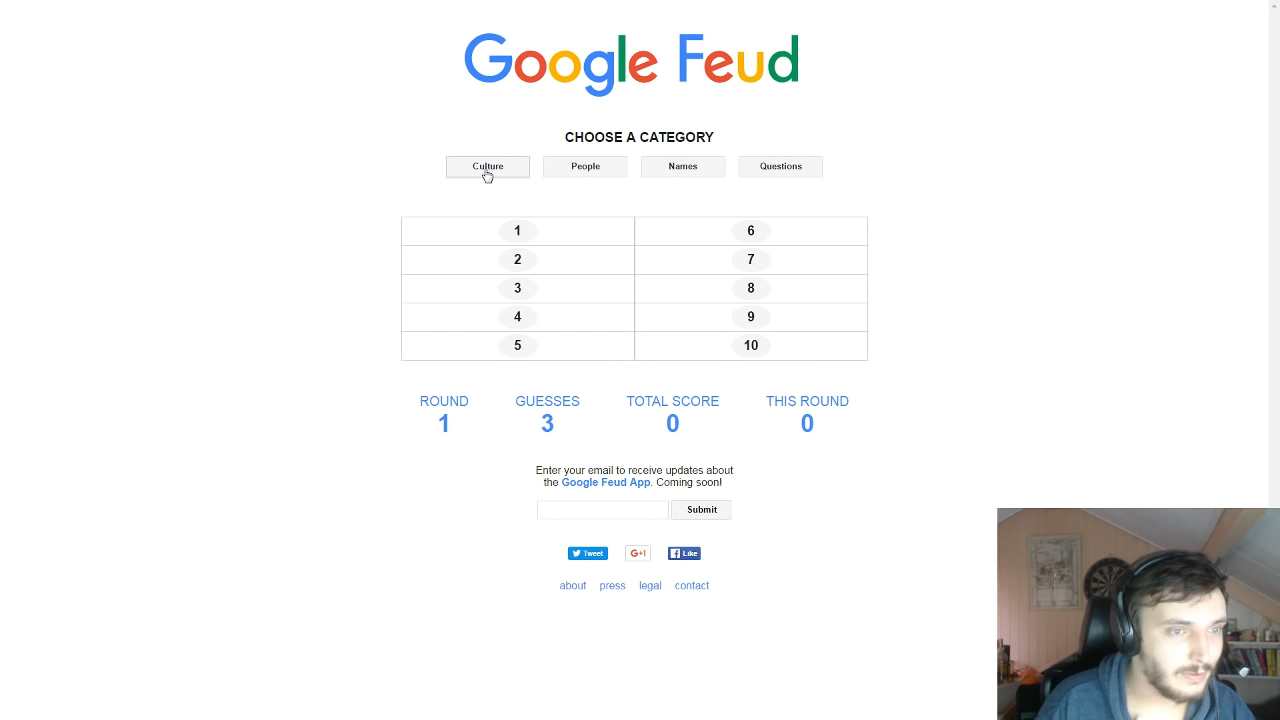 Google Feud
CHOOSE A CATEGORY
Culture People Names Questions
1 6
2 7
3 8
4 9
5 10
ROUND GUESSES TOTAL SCORE THIS ROUND
1 3 0 0
Enter your email to receive updates about
the Google Feud App. Coming soon!
Submit
Tweet G+1 Like
about press legal contact